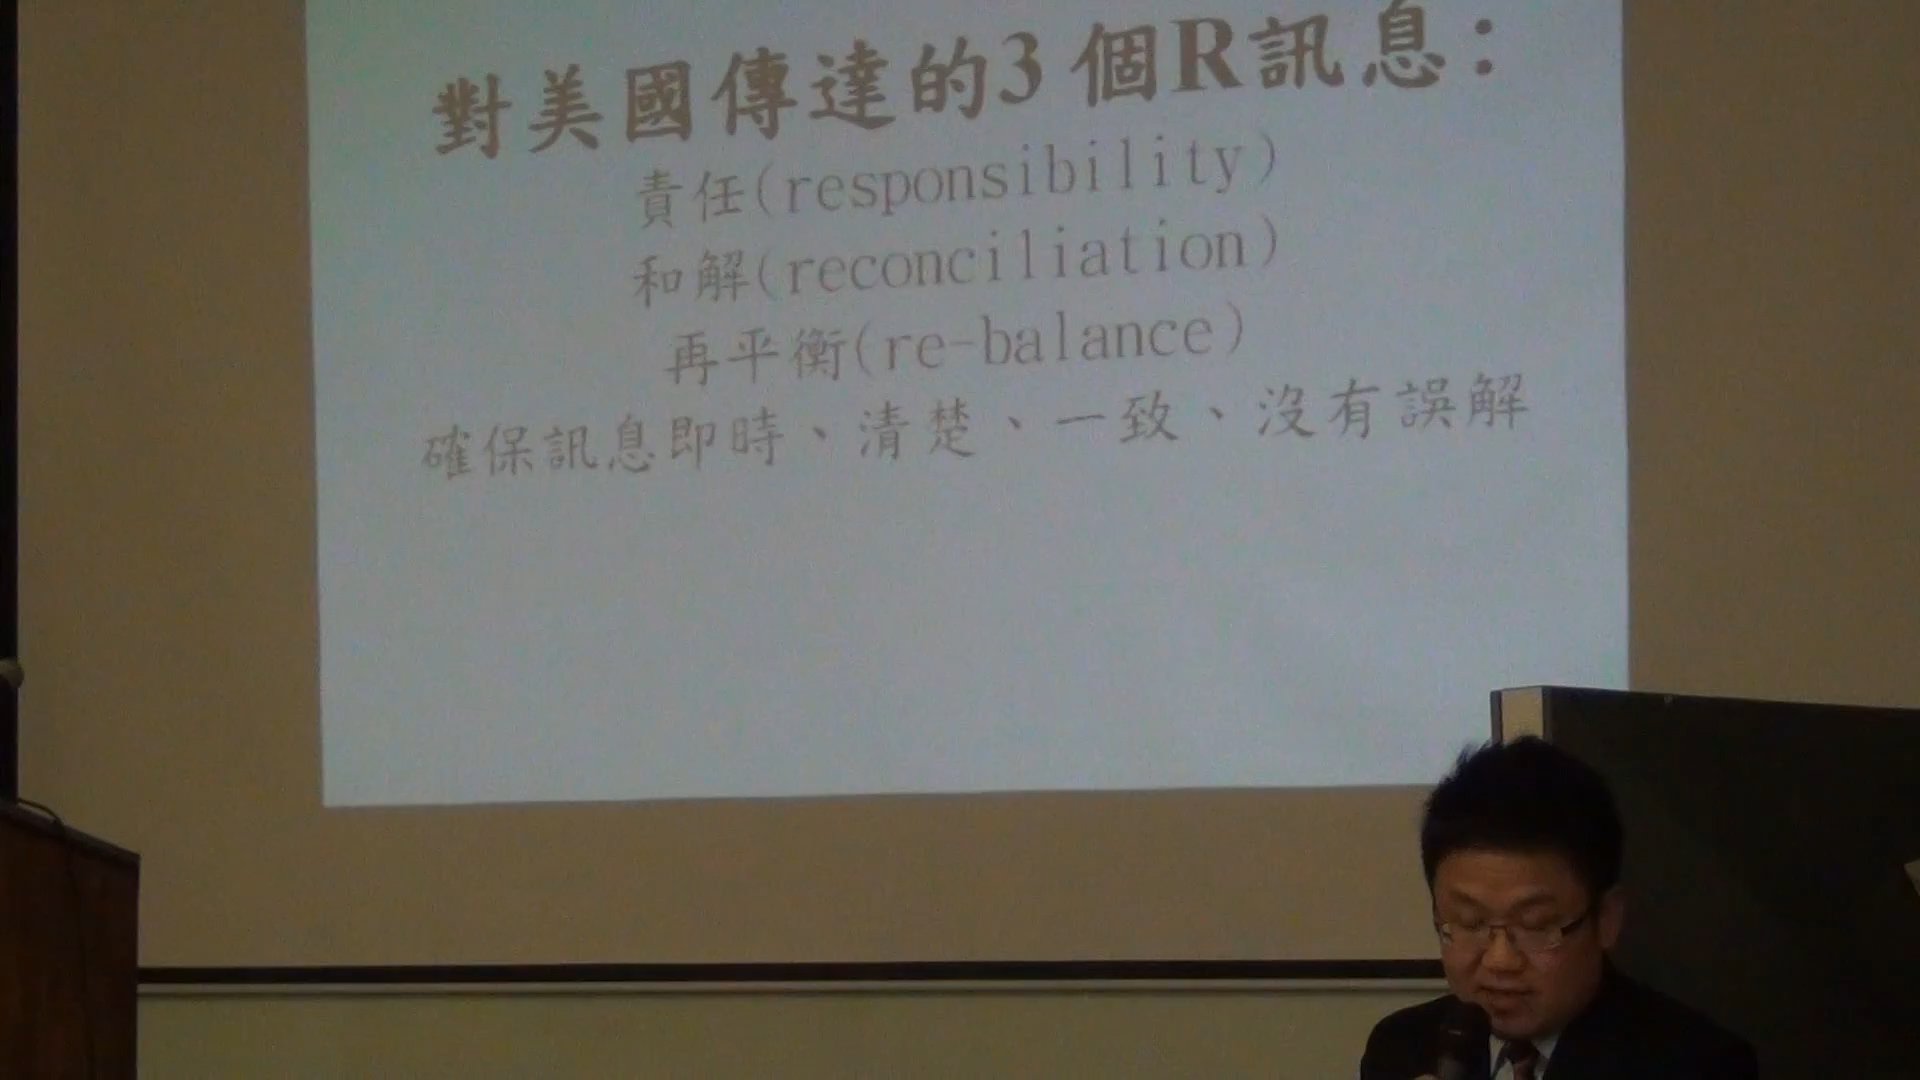 對美國傳達的3個R訊息：
責任(responsibility)
和解(reconciliation)
再平衡(re-balance)
確保訊息即時、清楚、一致、沒有誤解